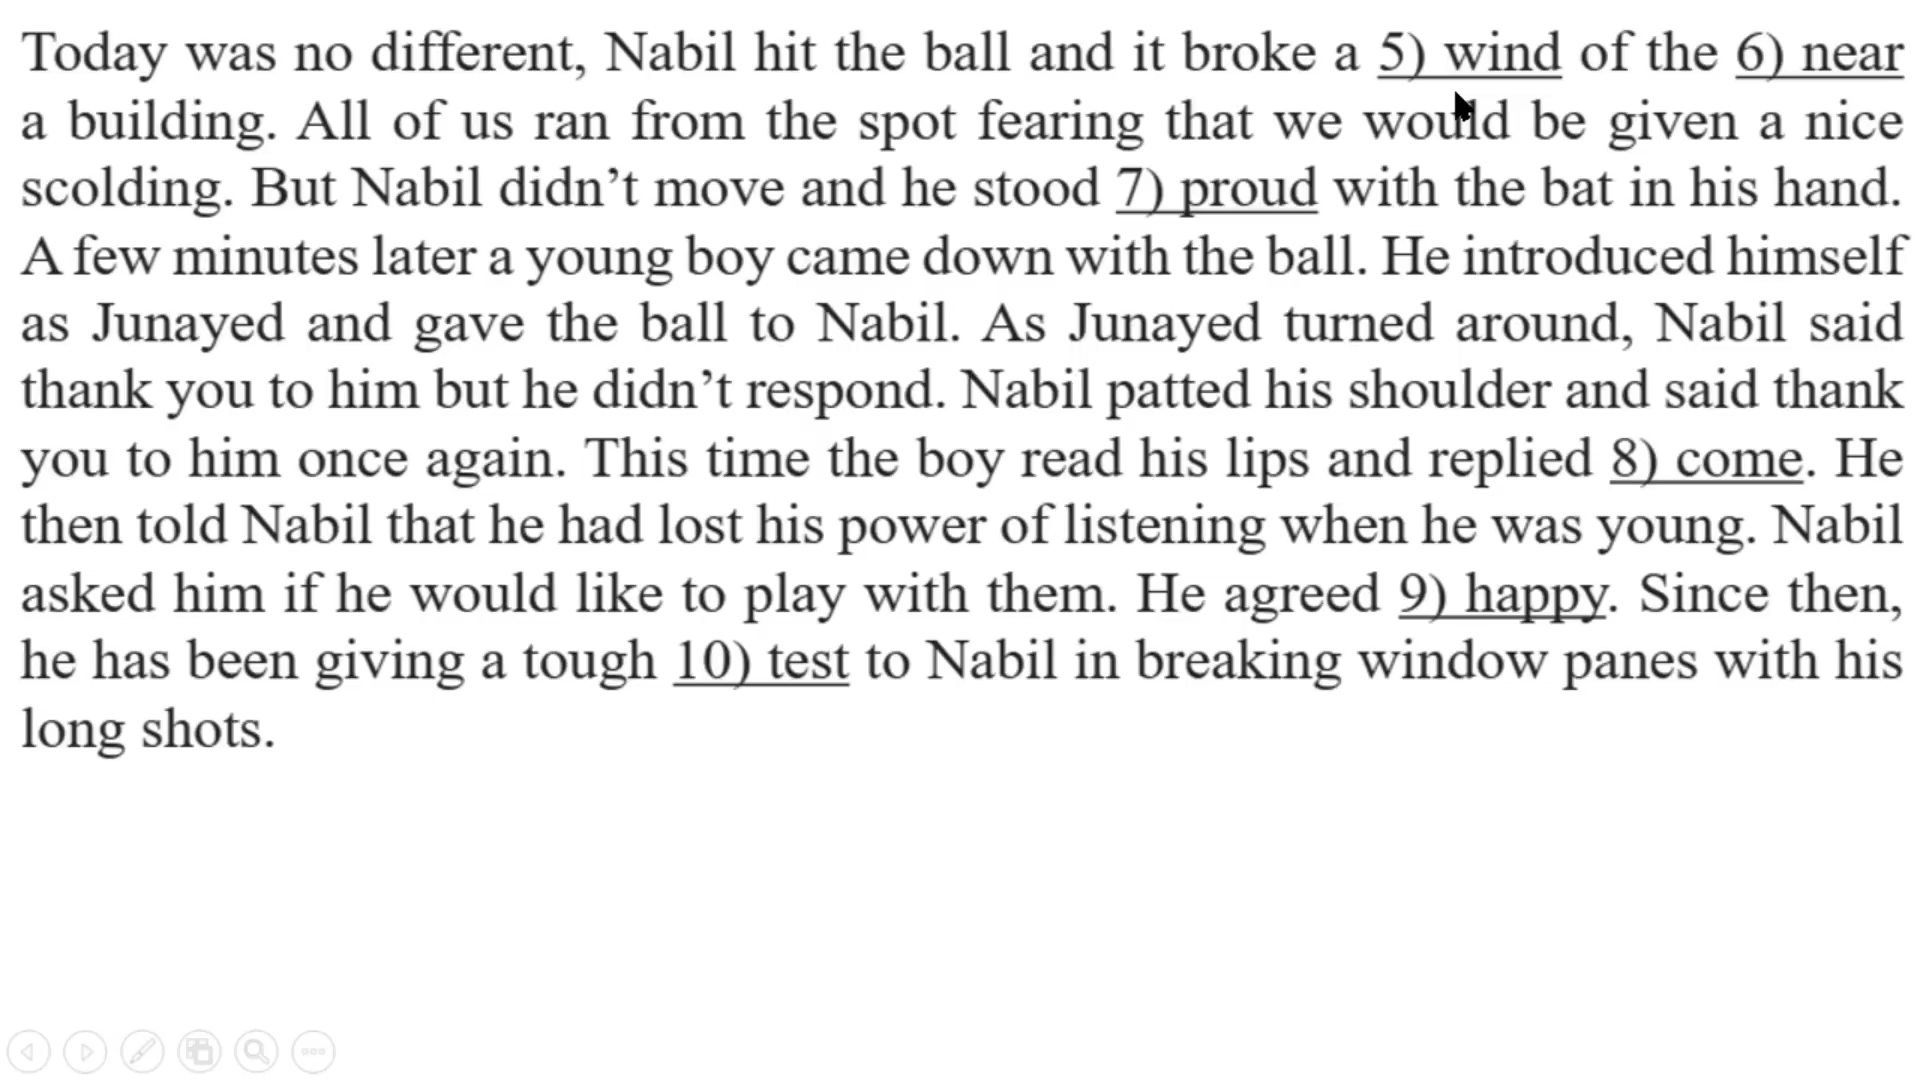 Today was no different, Nabil hit the ball and it broke a 5) wind of the 6) near
a building. All of us ran from the spot fearing that we would be given a nice
scolding. But Nabil didn’t move and he stood 7) proud with the bat in his hand.
A few minutes later a young boy came down with the ball. He introduced himself
as Junayed and gave the ball to Nabil. As Junayed turned around, Nabil said
thank you to him but he didn’t respond. Nabil patted his shoulder and said thank
you to him once again. This time the boy read his lips and replied 8) come. He
then told Nabil that he had lost his power of listening when he was young. Nabil
asked him if he would like to play with them. He agreed 9) happy. Since then,
he has been giving a tough 10) test to Nabil in breaking window panes with his
long shots.